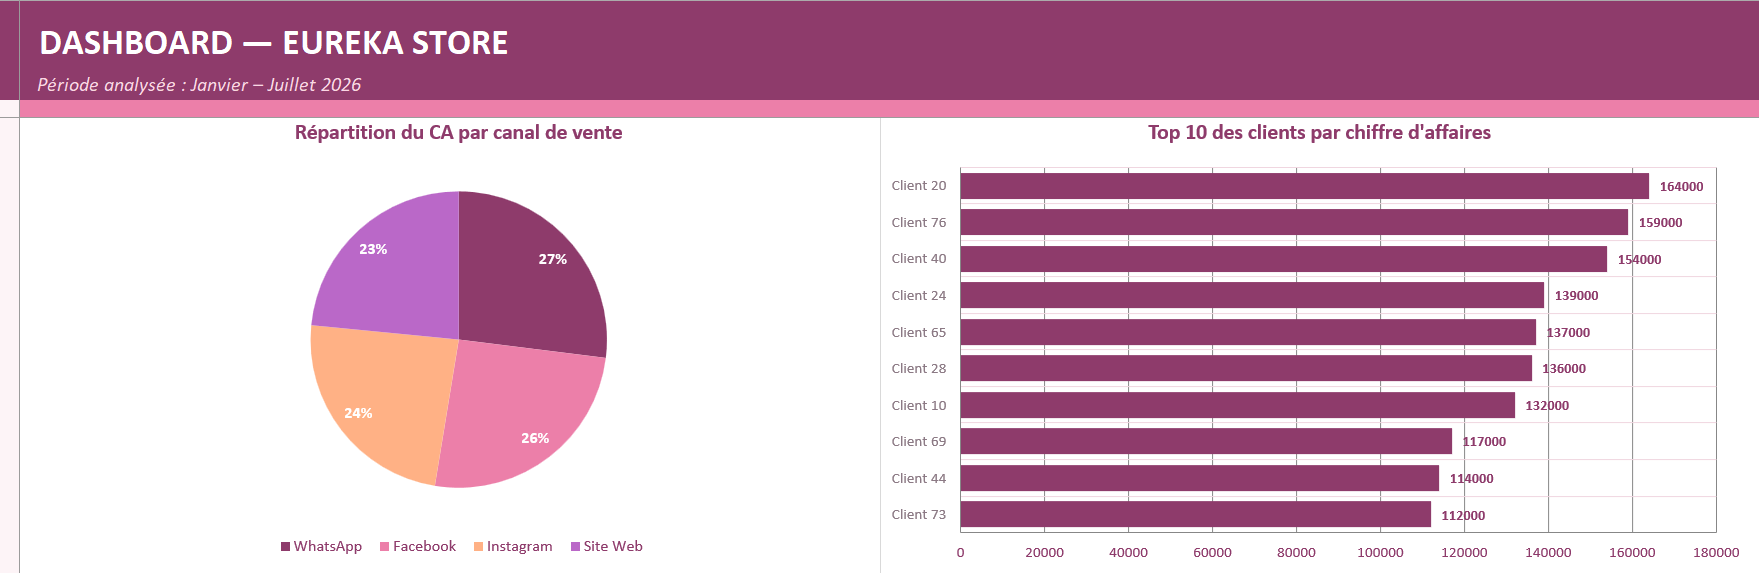 DASHBOARD — EUREKA STORE
Période analysée : Janvier – Juillet 2026
Répartition du CA par canal de vente
27%
26%
24%
23%
WhatsApp Facebook Instagram Site Web
Top 10 des clients par chiffre d'affaires
Client 20 164000
Client 76 159000
Client 40 154000
Client 24 139000
Client 65 137000
Client 28 136000
Client 10 132000
Client 69 117000
Client 44 114000
Client 73 112000
0 20000 40000 60000 80000 100000 120000 140000 160000 180000